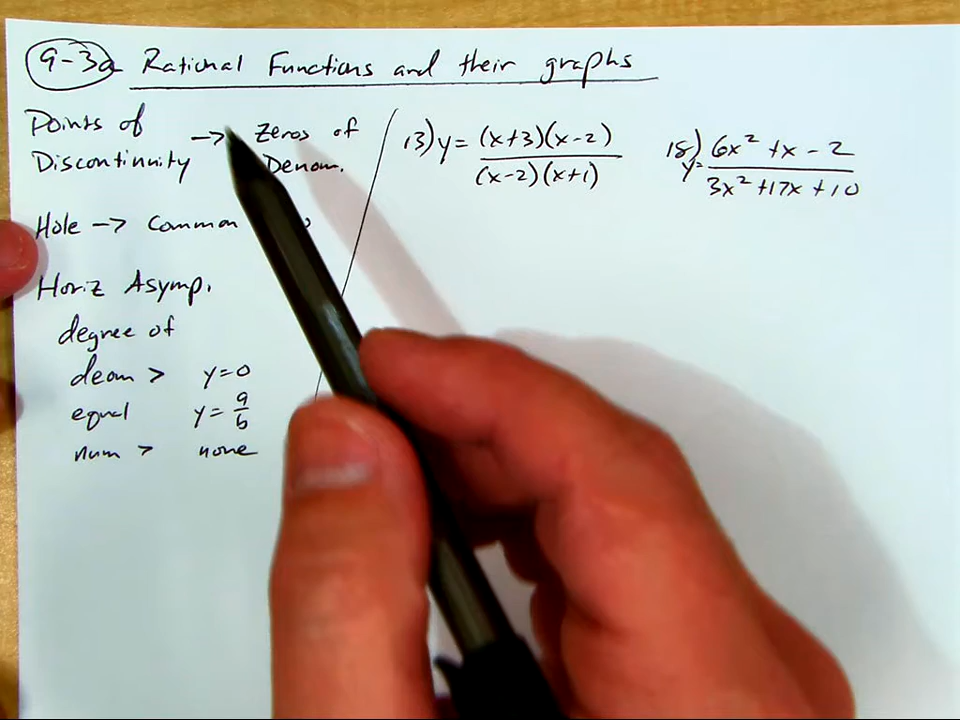 9-3a Rational Functions and their graphs
Points of Discontinuity → Zeros of Denom.
Hole → Common
Horiz Asymp.
degree of
deom > y=0
equal y= a/b
num > none
13) y= (x+3)(x-2)/(x-2)(x+1)
18) y= 6x² +x - 2/3x² +17x +10